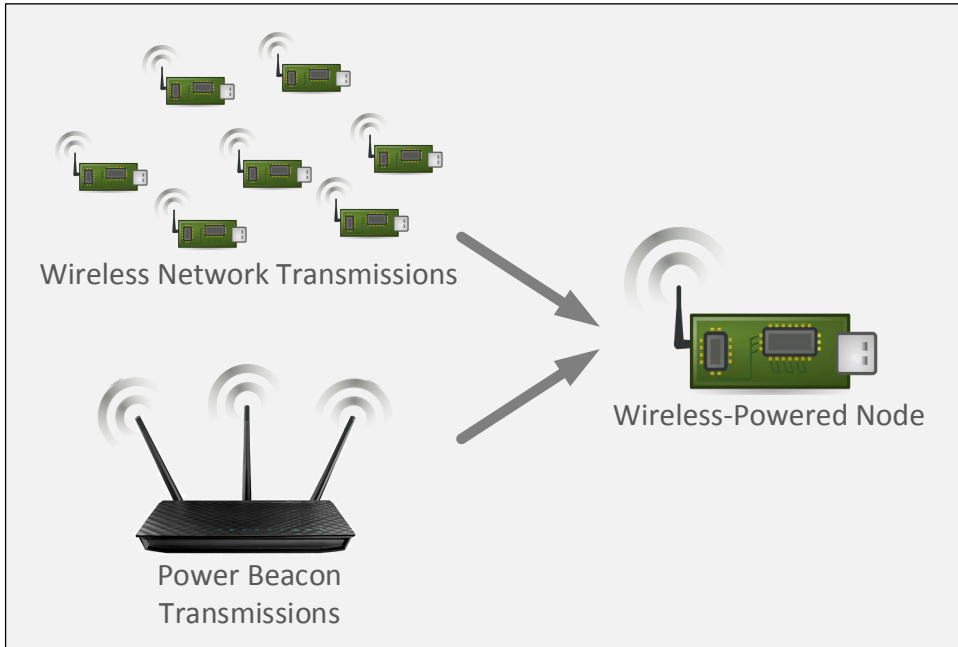 Wireless Network Transmissions
Wireless-Powered Node
Power Beacon
Transmissions